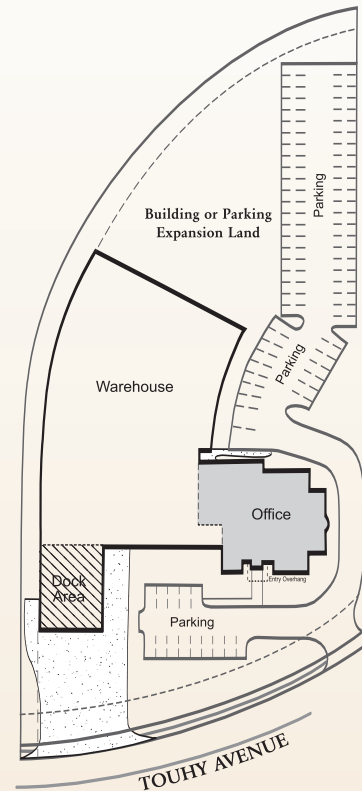 Parking
Building or Parking
Expansion Land
Parking
Warehouse
Office
Entry Overhang
Dock
Area
Parking
TOUHY AVENUE